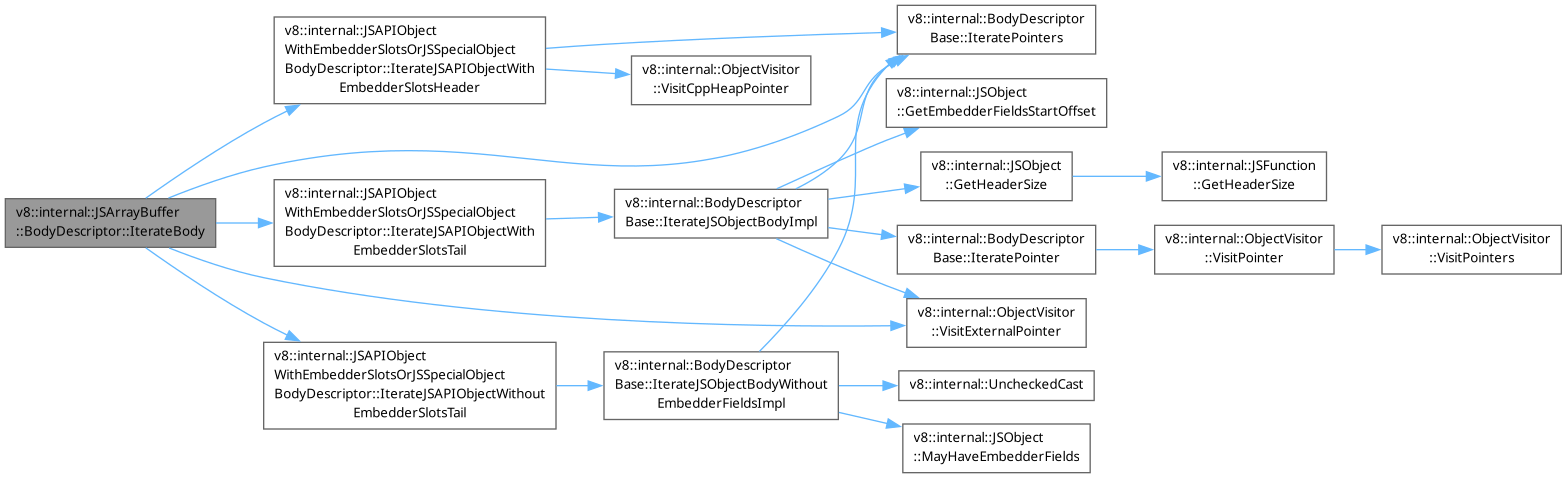 v8::internal::JSArrayBuffer
::BodyDescriptor::IterateBody
v8::internal::JSAPIObject
WithEmbedderSlotsOrJSSpecialObject
BodyDescriptor::IterateJSAPIObjectWith
EmbedderSlotsHeader
v8::internal::JSAPIObject
WithEmbedderSlotsOrJSSpecialObject
BodyDescriptor::IterateJSAPIObjectWith
EmbedderSlotsTail
v8::internal::JSAPIObject
WithEmbedderSlotsOrJSSpecialObject
BodyDescriptor::IterateJSAPIObjectWithout
EmbedderSlotsTail
v8::internal::ObjectVisitor
::VisitCppHeapPointer
v8::internal::BodyDescriptor
Base::IterateJSObjectBodyImpl
v8::internal::BodyDescriptor
Base::IterateJSObjectBodyWithout
EmbedderFieldsImpl
v8::internal::BodyDescriptor
Base::IteratePointers
v8::internal::JSObject
::GetEmbedderFieldsStartOffset
v8::internal::JSObject
::GetHeaderSize
v8::internal::BodyDescriptor
Base::IteratePointer
v8::internal::ObjectVisitor
::VisitExternalPointer
v8::internal::UncheckedCast
v8::internal::JSObject
::MayHaveEmbedderFields
v8::internal::JSFunction
::GetHeaderSize
v8::internal::ObjectVisitor
::VisitPointer
v8::internal::ObjectVisitor
::VisitPointers